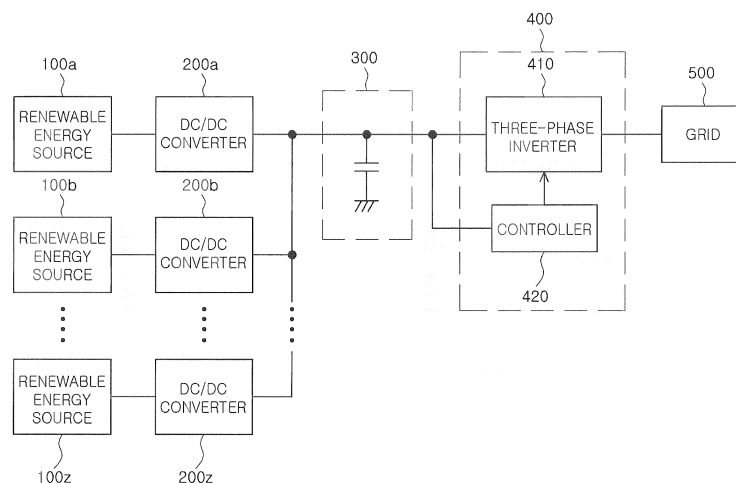 400
100a
200a
300
410
500
RENEWABLE
ENERGY
SOURCE
DC/DC
CONVERTER
THREE-PHASE
INVERTER
GRID
100b
200b
RENEWABLE
ENERGY
SOURCE
DC/DC
CONVERTER
CONTROLLER
420
RENEWABLE
ENERGY
SOURCE
DC/DC
CONVERTER
100z
200z